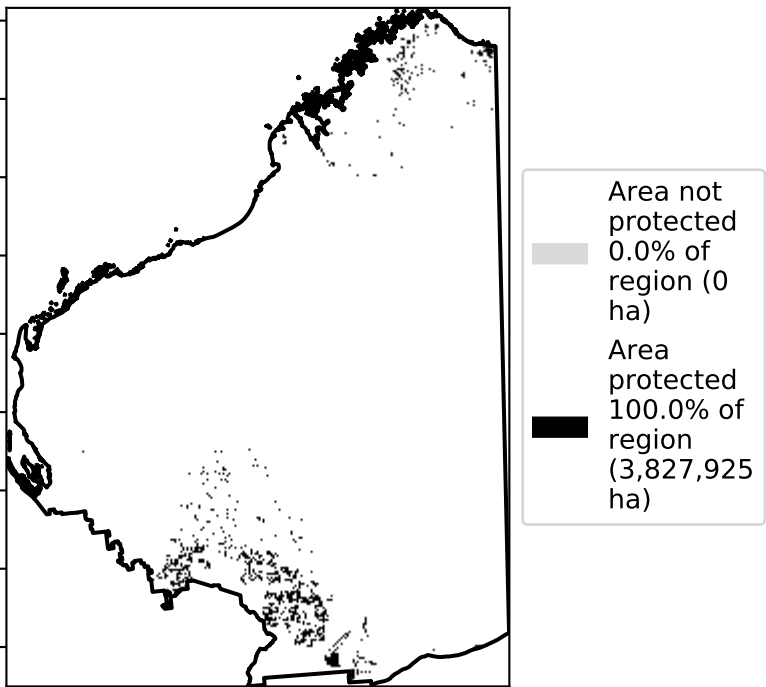 Area not
protected
0.0% of
region (0
ha)
Area
protected
100.0% of
region
(3,827,925
ha)